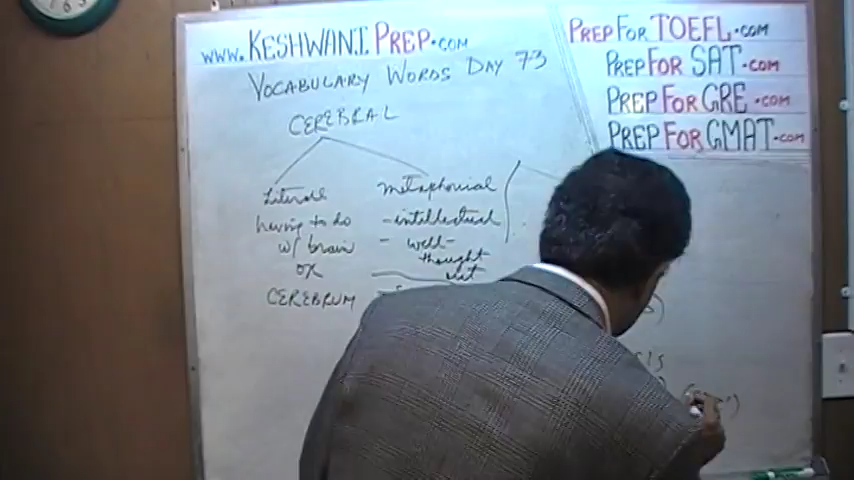 www.KESHWANI PREP.com
VOCABULARY WORDS DAY 73
PREP FOR TOEFL.com
PREP FOR SAT.com
PREP FOR GRE.com
PREP FOR GMAT.com
CEREBRAL
Literal
having to do
w/ brain
or
CEREBRUM
metaphorical
- intellectual
- well-
thought
out